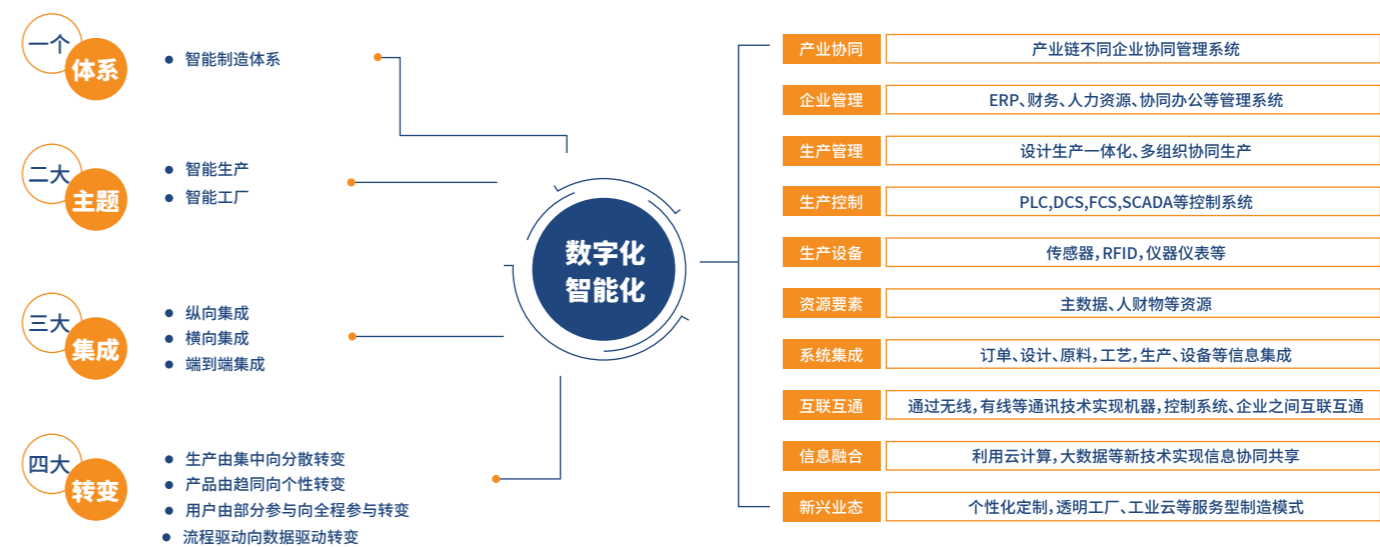 一个
体系
智能制造体系
二大
主题
智能生产
智能工厂
三大
集成
纵向集成
横向集成
端到端集成
四大
转变
生产由集中向分散转变
产品由趋同向个性转变
用户由部分参与向全程参与转变
流程驱动向数据驱动转变
数字化
智能化
产业协同
产业链不同企业协同管理系统
企业管理
ERP、财务、人力资源、协同办公等管理系统
生产管理
设计生产一体化、多组织协同生产
生产控制
PLC,DCS,FCS,SCADA等控制系统
生产设备
传感器,RFID,仪器仪表等
资源要素
主数据、人财物等资源
系统集成
订单、设计、原料,工艺,生产、设备等信息集成
互联互通
通过无线,有线等通讯技术实现机器,控制系统、企业之间互联互通
信息融合
利用云计算,大数据等新技术实现信息协同共享
新兴业态
个性化定制,透明工厂、工业云等服务型制造模式